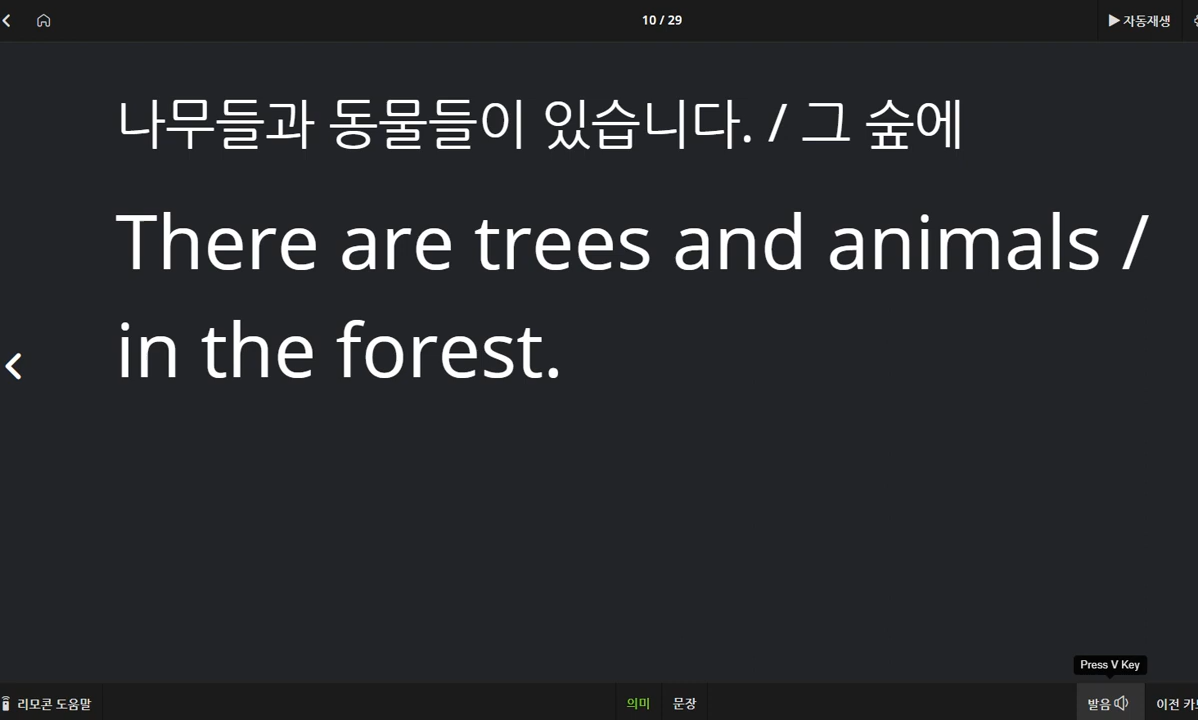 10 / 29
▶ 자동재생
나무들과 동물들이 있습니다. / 그 숲에
There are trees and animals /
in the forest.
Press V Key
리모콘 도움말
의미
문장
발음
이전